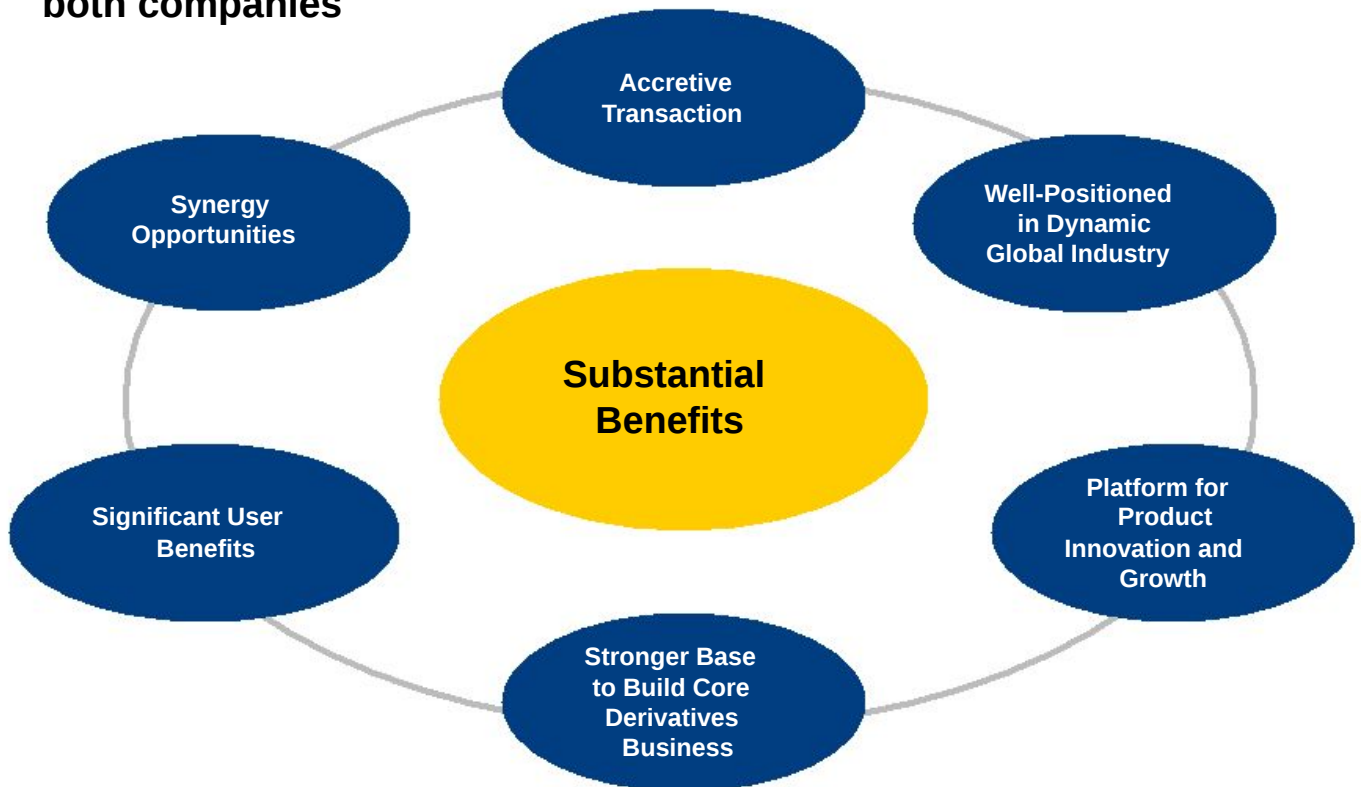 both companies
Accretive
Transaction
Synergy
Opportunities
Well-Positioned
in Dynamic
Global Industry
Substantial
Benefits
Significant User
Benefits
Platform for
Product
Innovation and
Growth
Stronger Base
to Build Core
Derivatives
Business